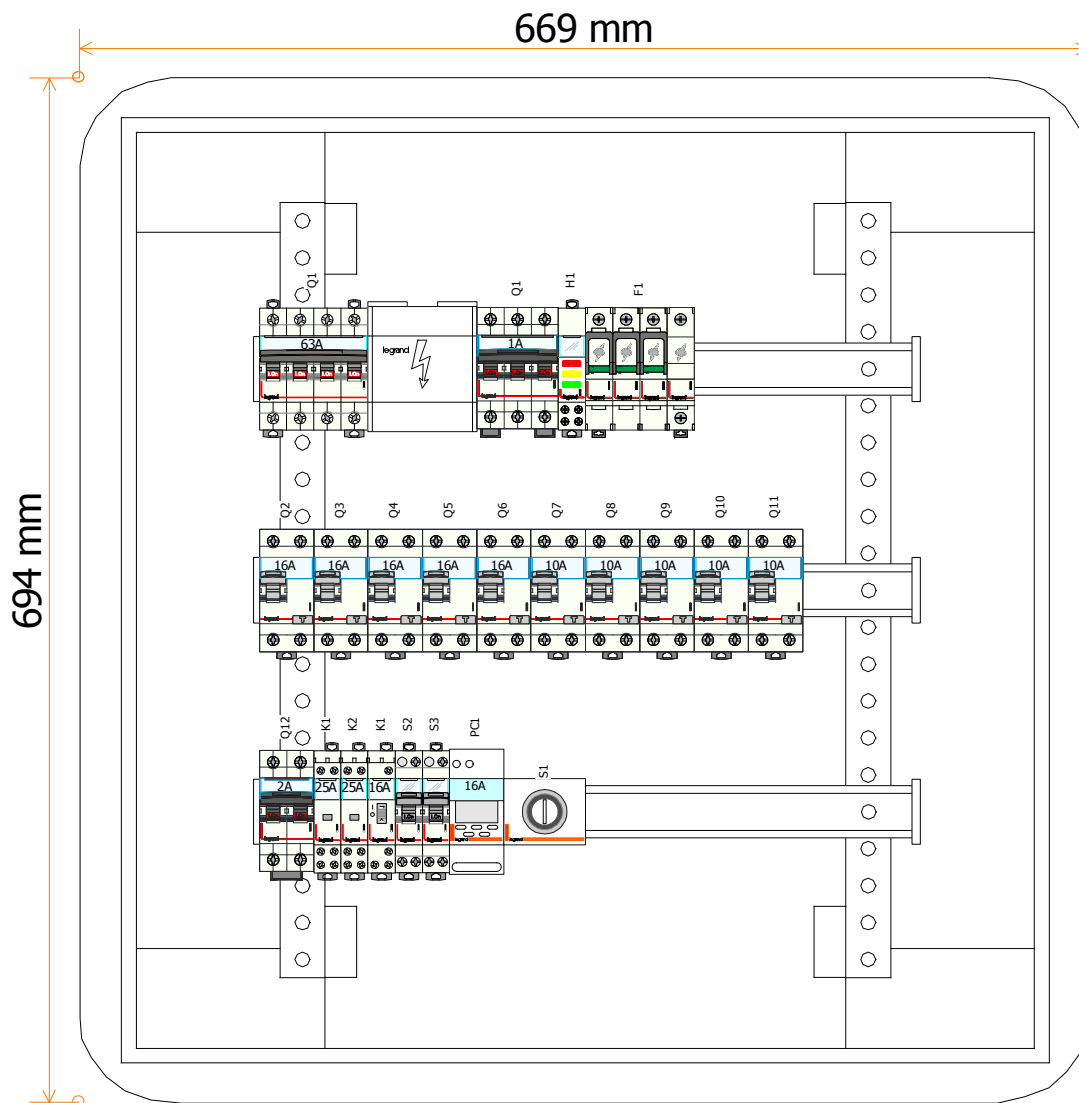 669 mm
694 mm
Q1
Q1
H1
F1
63A
legrand
1A
Q2
Q3
Q4
Q5
Q6
Q7
Q8
Q9
Q10
Q11
16A
16A
16A
16A
16A
10A
10A
10A
10A
10A
Q12
K1
K2
K1
S2
S3
PC1
S1
2A
25A
25A
16A
16A